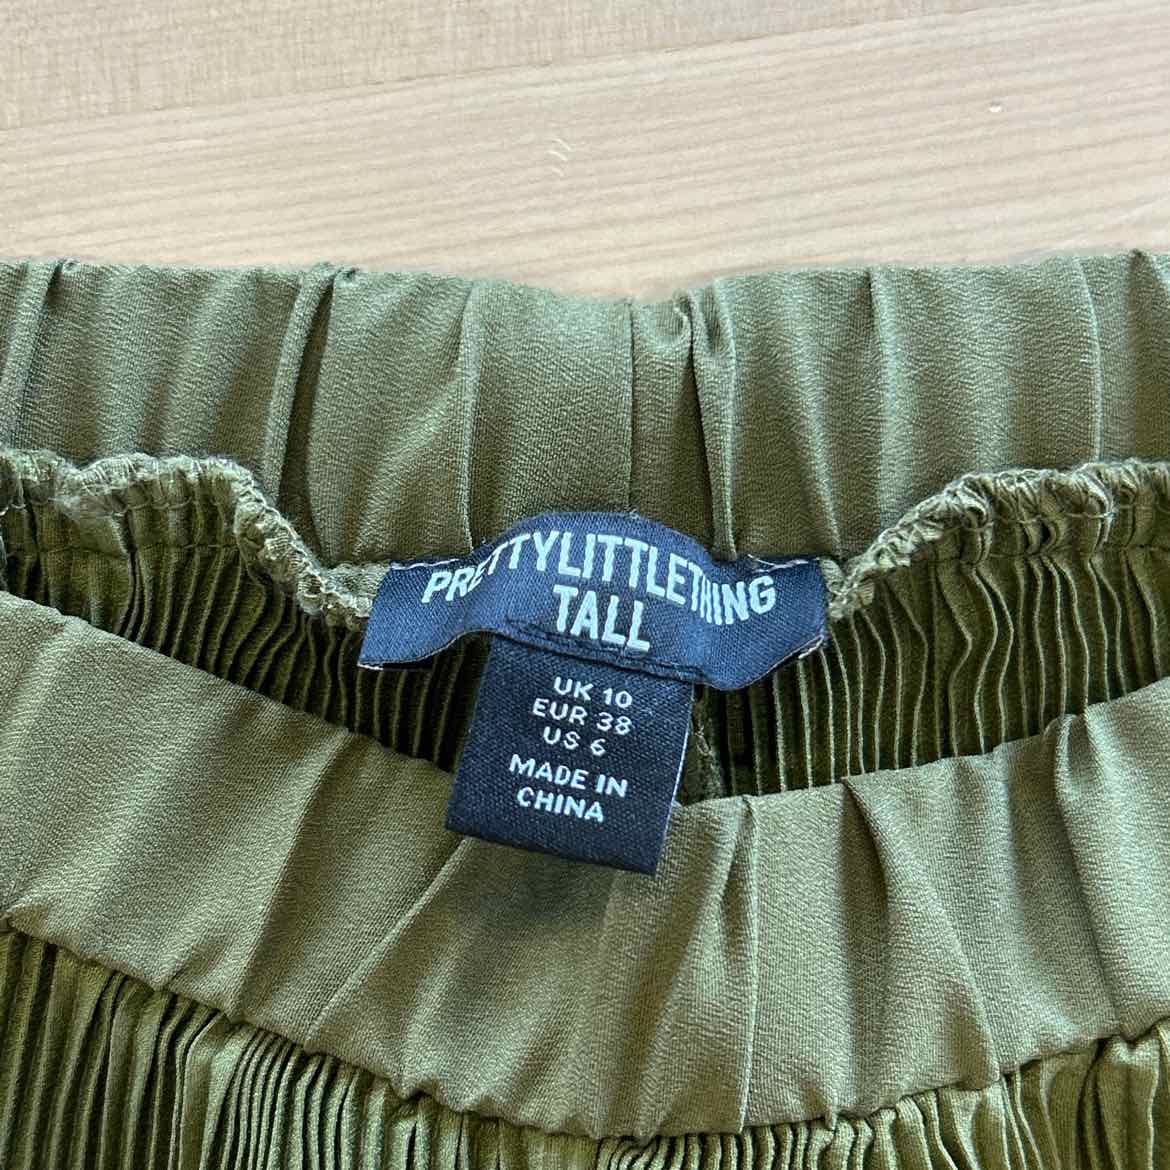 PRETTYLITTLETHING
TALL
UK 10
EUR 38
US 6
MADE IN
CHINA